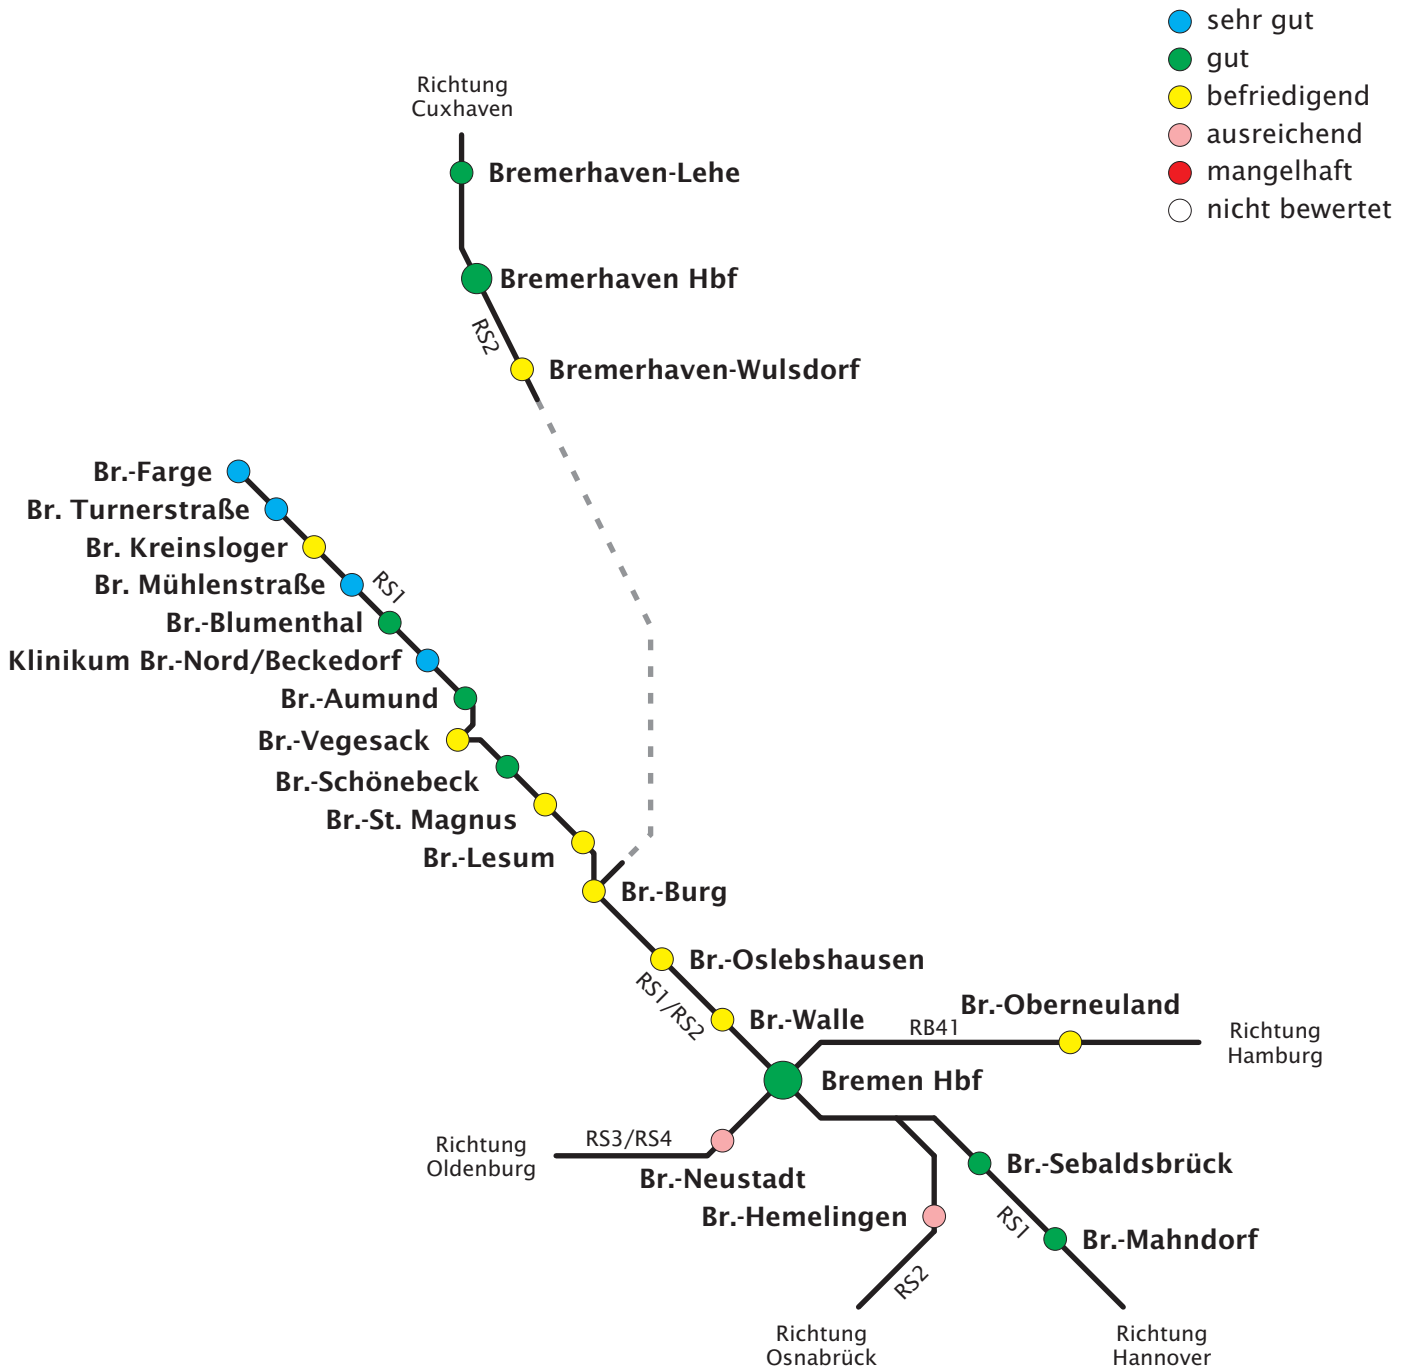 sehr gut
gut
befriedigend
ausreichend
mangelhaft
nicht bewertet
Richtung
Cuxhaven
Bremerhaven-Lehe
Bremerhaven Hbf
RS2
Bremerhaven-Wulsdorf
Br.-Farge
Br. Turnerstraße
Br. Kreinsloger
Br. Mühlenstraße
RS1
Br.-Blumenthal
Klinikum Br.-Nord/Beckedorf
Br.-Aumund
Br.-Vegesack
Br.-Schönebeck
Br.-St. Magnus
Br.-Lesum
Br.-Burg
Br.-Oslebshausen
RS1/RS2
Br.-Walle
Br.-Oberneuland
RB41
Richtung
Hamburg
Bremen Hbf
RS3/RS4
Richtung
Oldenburg
Br.-Neustadt
Br.-Sebaldsbrück
Br.-Hemelingen
RS1
Br.-Mahndorf
RS2
Richtung
Osnabrück
Richtung
Hannover